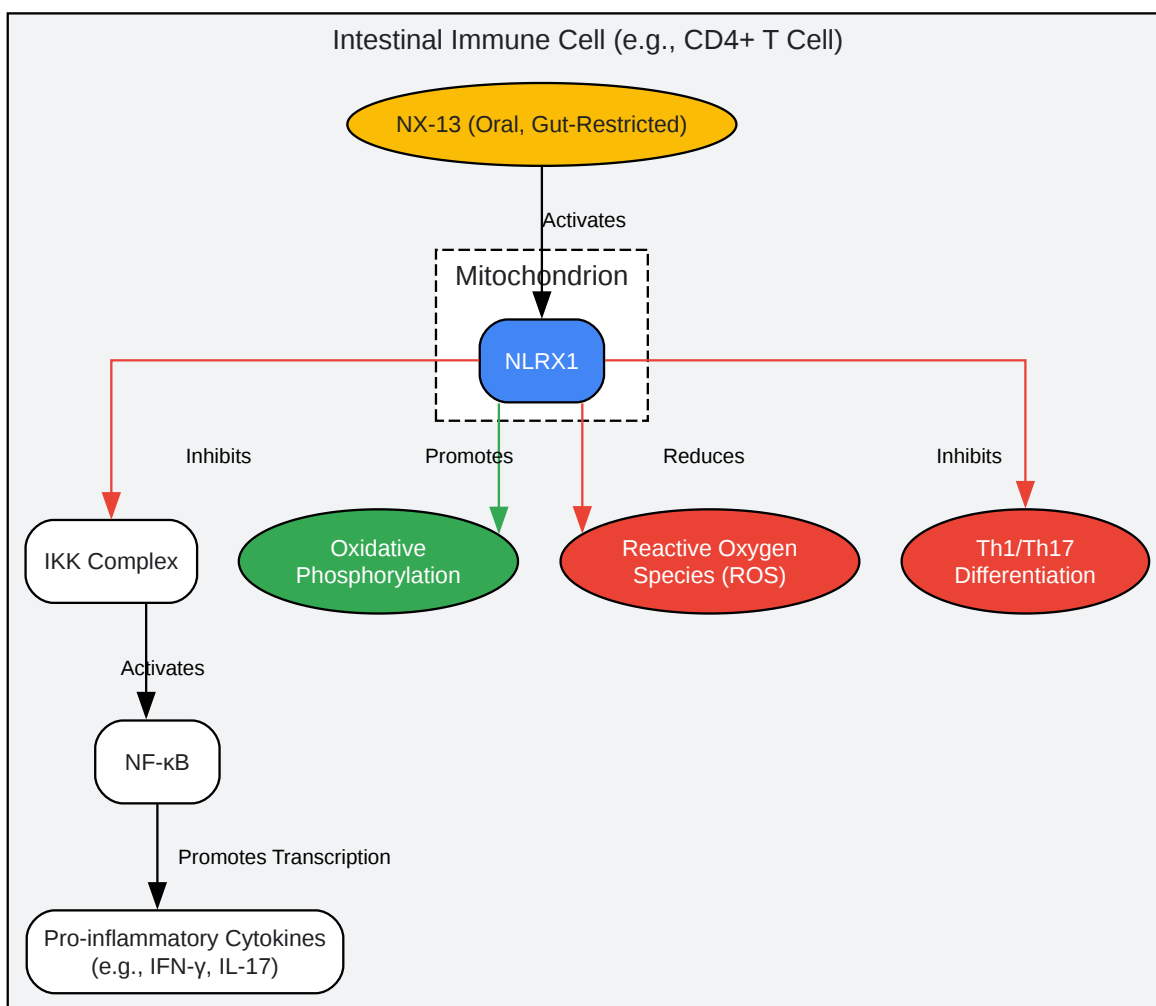 Intestinal Immune Cell (e.g., CD4+ T Cell)
NX-13 (Oral, Gut-Restricted)
Activates
Mitochondrion
NLRX1
Inhibits
Promotes
Reduces
Inhibits
IKK Complex
Oxidative
Phosphorylation
Reactive Oxygen
Species (ROS)
Th1/Th17
Differentiation
Activates
NF-κB
Promotes Transcription
Pro-inflammatory Cytokines
(e.g., IFN-γ, IL-17)